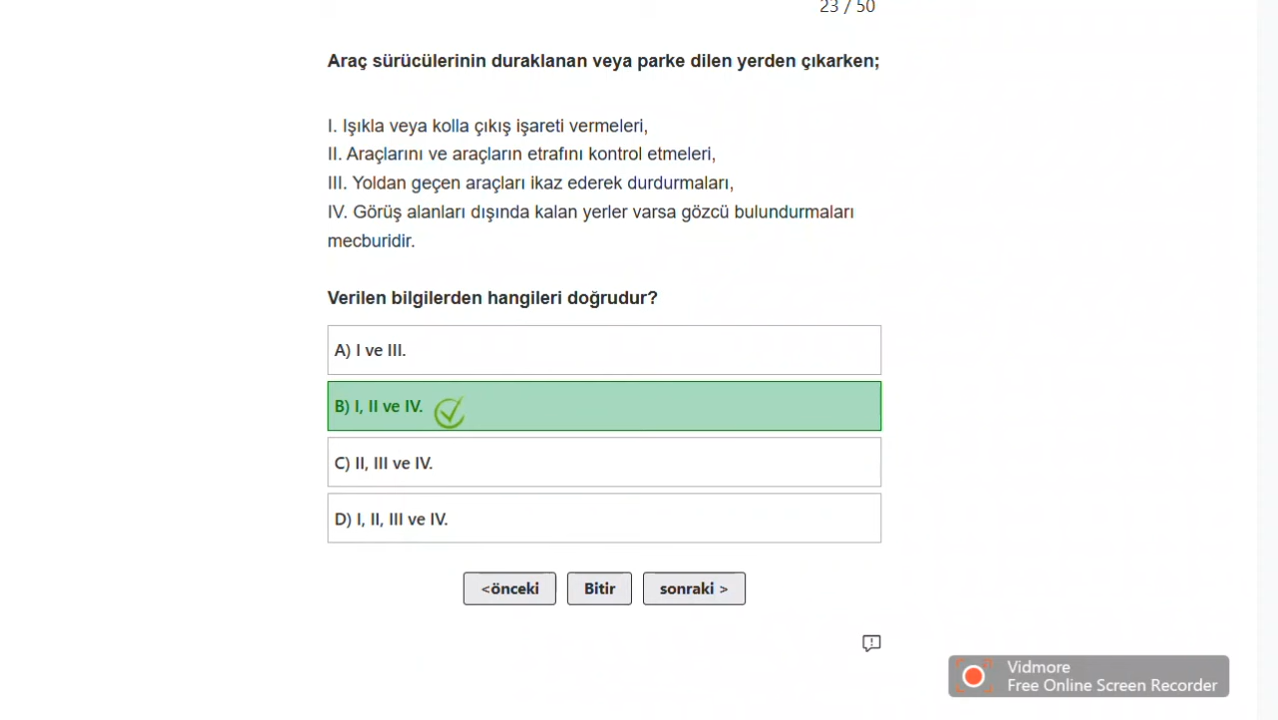 23 / 50
Araç sürücülerinin duraklanan veya parke dilen yerden çıkarken;
I. Işıkla veya kolla çıkış işareti vermeleri,
II. Araçlarını ve araçların etrafını kontrol etmeleri,
III. Yoldan geçen araçları ikaz ederek durdurmaları,
IV. Görüş alanları dışında kalan yerler varsa gözcü bulundurmaları
mecburidir.
Verilen bilgilerden hangileri doğrudur?
A) I ve III.
B) I, II ve IV.
C) II, III ve IV.
D) I, II, III ve IV.
<önceki Bitir sonraki >
Vidmore
Free Online Screen Recorder